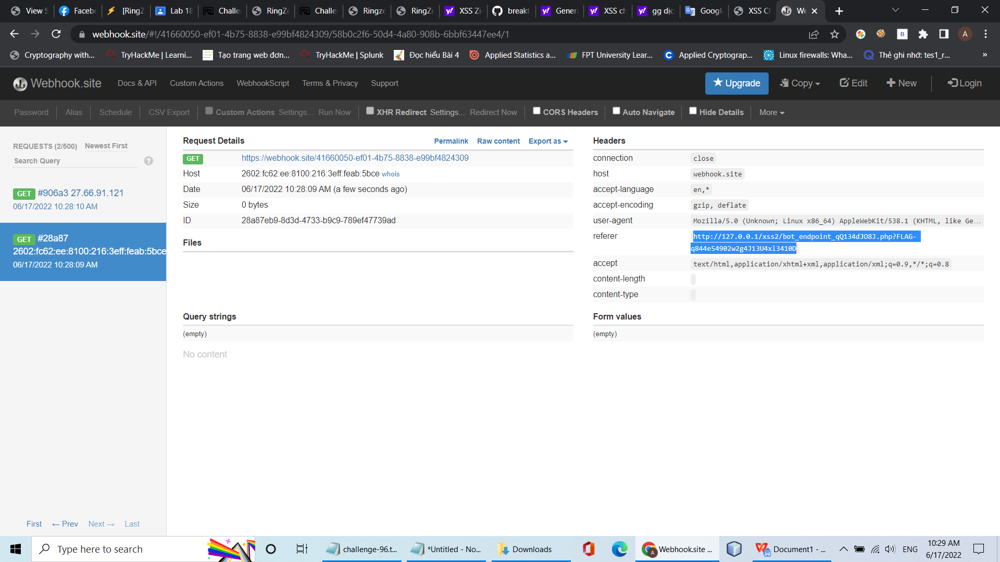 View S
Faceb
[RingZ
Lab 18
Challe
RingZe
Challe
Ringze
RingZe
XSS Zi
breakt
Genera
XSS ch
gg dịc
Google
XSS Ch
We
webhook.site/#!/41660050-ef01-4b75-8838-e99bf4824309/58b0c2f6-50d4-4a80-908b-6bbf63447ee4/1
B
A
Cryptography with...
TryHackMe | Learni...
Tạo trang web đơn...
TryHackMe | Splunk
Đọc hiểu Bài 4
Applied Statistics a...
FPT University Lear...
Applied Cryptograp...
Linux firewalls: Wha...
Thẻ ghi nhớ: tes1_r...
»
Webhook.site
Docs & API
Custom Actions
WebhookScript
Terms & Privacy
Support
Upgrade
Copy
Edit
New
Login
Password
Alias
Schedule
CSV Export
Custom Actions
Settings...
Run Now
XHR Redirect
Settings...
Redirect Now
CORS Headers
Auto Navigate
Hide Details
More
REQUESTS (2/500)
Newest First
Search Query
?
GET #906a3 27.66.91.121
06/17/2022 10:28:10 AM
GET #28a87
2602:fc62:ee:8100:216:3eff:feab:5bce
06/17/2022 10:28:09 AM
First ← Prev Next → Last
Request Details
Permalink
Raw content
Export as
GET https://webhook.site/41660050-ef01-4b75-8838-e99bf4824309
Host 2602:fc62:ee:8100:216:3eff:feab:5bce whois
Date 06/17/2022 10:28:09 AM (a few seconds ago)
Size 0 bytes
ID 28a87eb9-8d3d-4733-b9c9-789ef47739ad
Files
Headers
connection close
host webhook.site
accept-language en,*
accept-encoding gzip, deflate
user-agent Mozilla/5.0 (Unknown; Linux x86_64) AppleWebKit/538.1 (KHTML, like Ge...
referer http://127.0.0.1/xss2/bot_endpoint_qQ134dJO8J.php?FLAG-
q844e54902w2g4J13U4xl3410D
accept text/html,application/xhtml+xml,application/xml;q=0.9,*/*;q=0.8
content-length
content-type
Query strings
(empty)
No content
Form values
(empty)
Type here to search
challenge-96.t...
*Untitled - No...
Downloads
Webhook.site ...
Document1 - ...
ENG
10:29 AM
6/17/2022